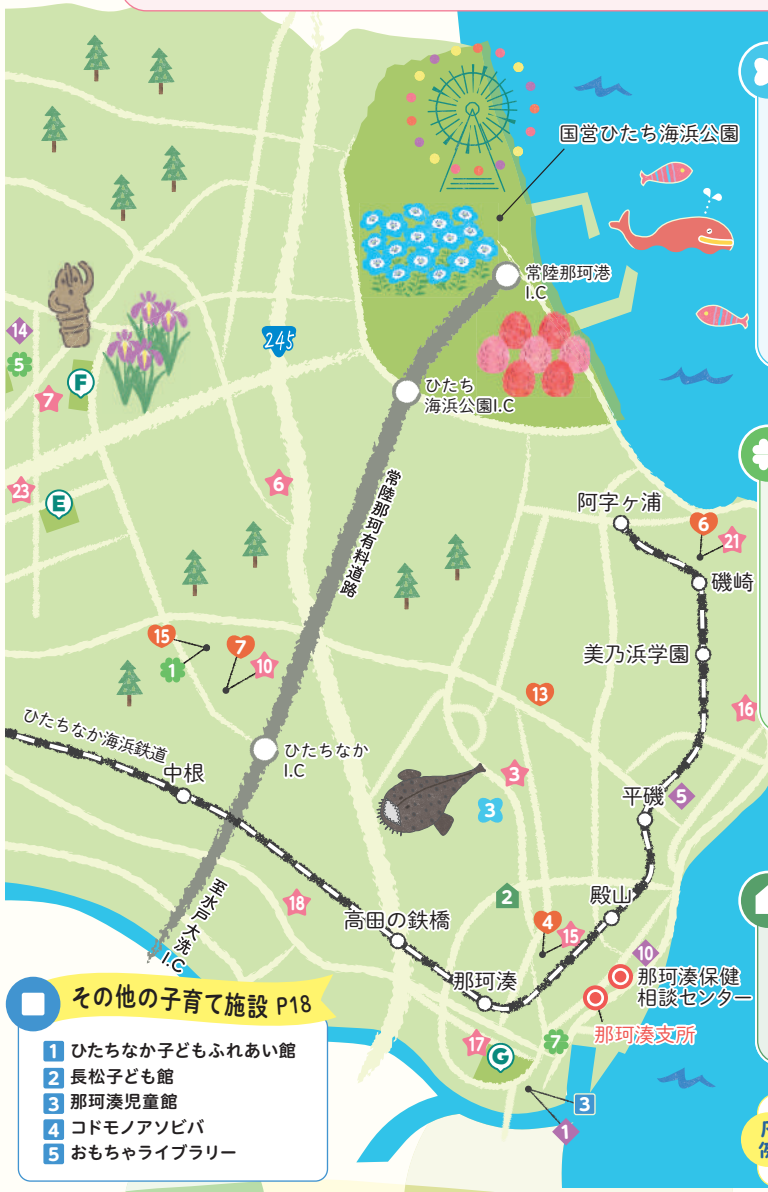 国営ひたち海浜公園
常陸那珂港
I.C
245
14
5
F
7
ひたち
海浜公園I.C
23
E
6
常陸那珂有料道路
阿字ヶ浦
6
21
磯崎
15
7
1
10
美乃浜学園
13
16
ひたちなか海浜鉄道
中根
ひたちなか
I.C
3
3
平磯
5
至水戸大洗
I.C.
18
2
殿山
高田の鉄橋
4
15
10
那珂湊
那珂湊保健
相談センター
那珂湊支所
17
G
7
3
1
その他の子育て施設 P18
1 ひたちなか子どもふれあい館
2 長松子ども館
3 那珂湊児童館
4 コドモノアソビバ
5 おもちゃライブラリー